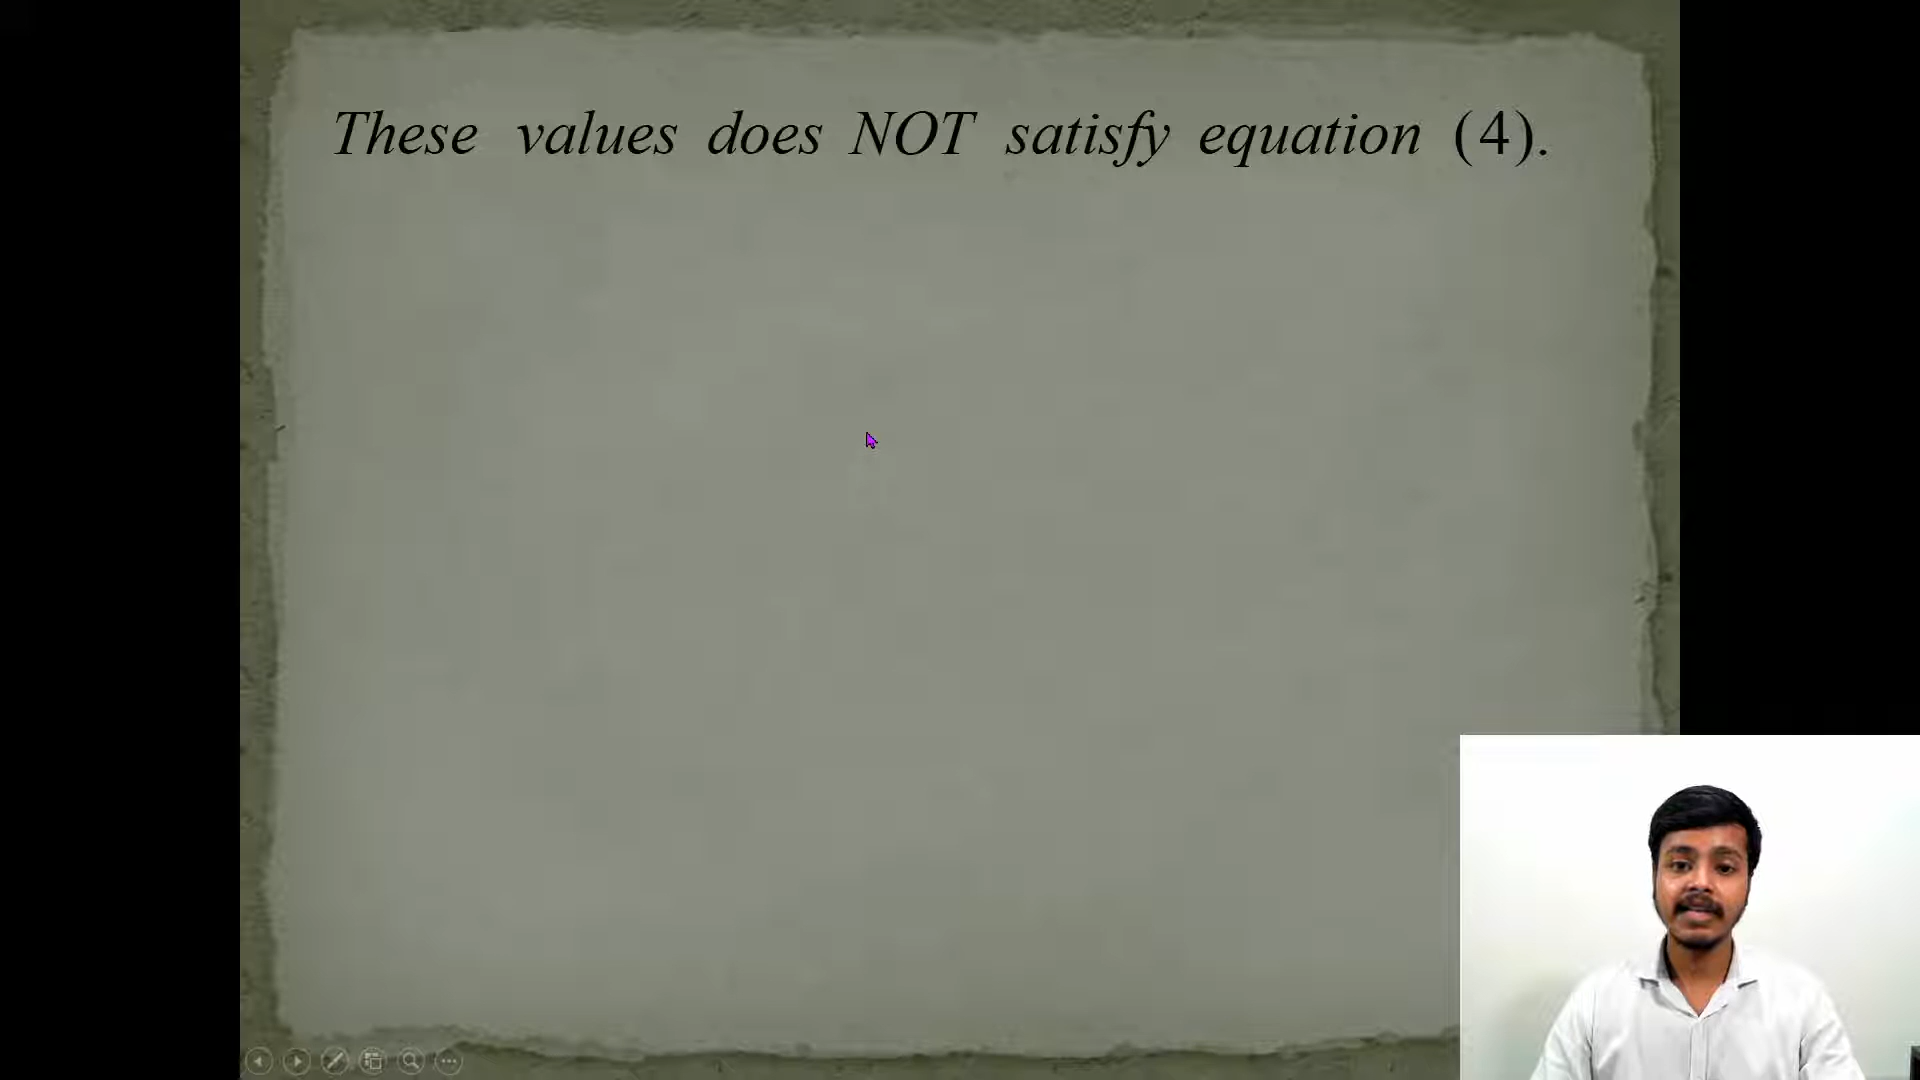 These values does NOT satisfy equation (4).